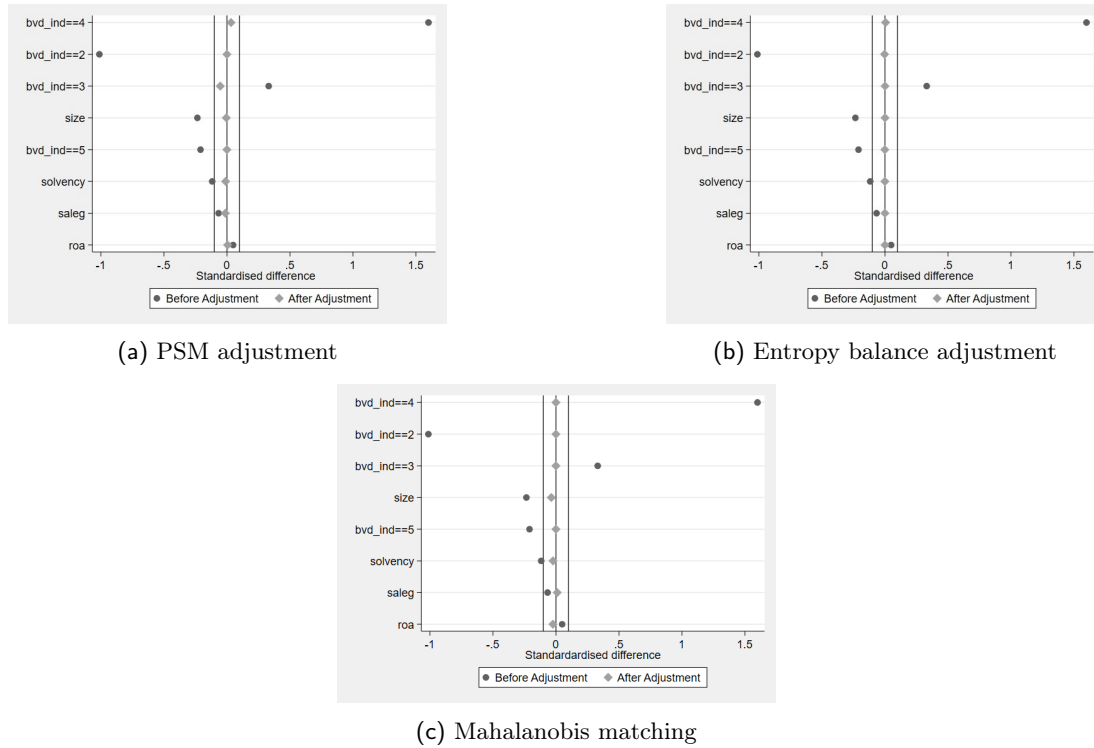 bvd_ind==4
bvd_ind==2
bvd_ind==3
size
bvd_ind==5
solvency
saleg
roa
-1 -.5 0 .5 1 1.5
Standardised difference
Before Adjustment After Adjustment
(a) PSM adjustment
bvd_ind==4
bvd_ind==2
bvd_ind==3
size
bvd_ind==5
solvency
saleg
roa
-1 -.5 0 .5 1 1.5
Standardised difference
Before Adjustment After Adjustment
(b) Entropy balance adjustment
bvd_ind==4
bvd_ind==2
bvd_ind==3
size
bvd_ind==5
solvency
saleg
roa
-1 -.5 0 .5 1 1.5
Standardardised difference
Before Adjustment After Adjustment
(c) Mahalanobis matching